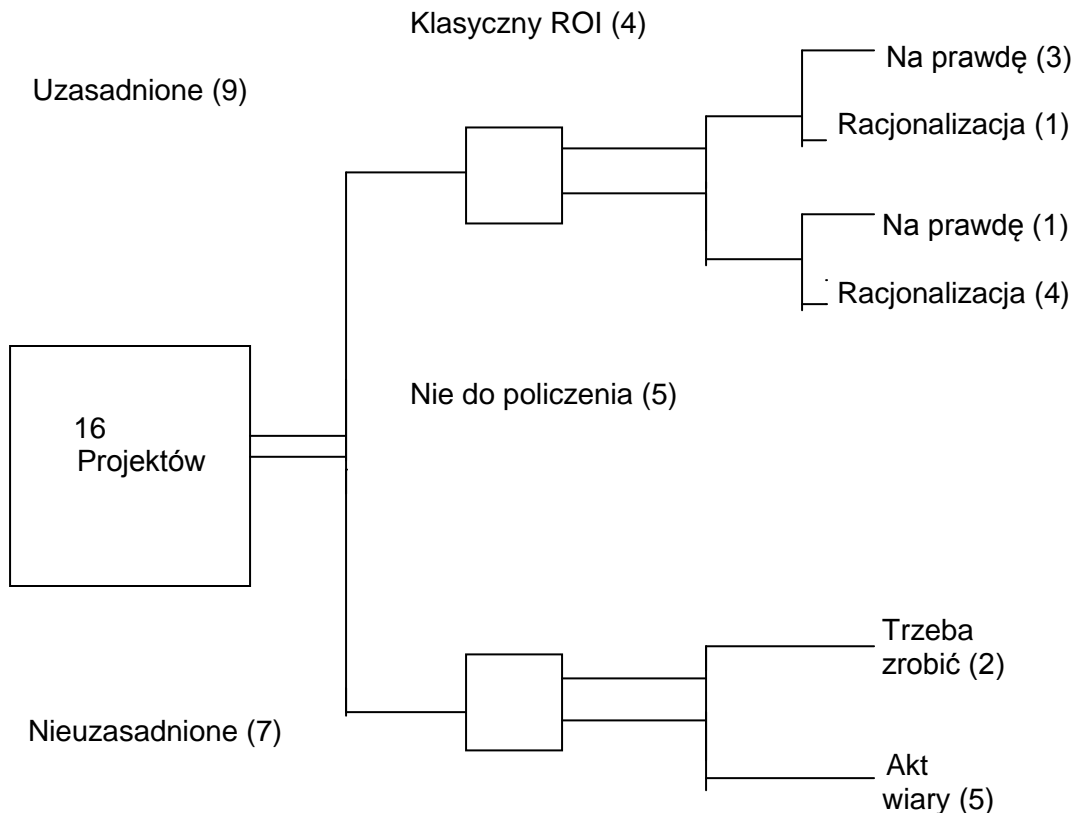 Klasyczny ROI (4)
Na prawdę (3)
Uzasadnione (9)
Racjonalizacja (1)
Na prawdę (1)
Racjonalizacja (4)
Nie do policzenia (5)
16
Projektów
Trzeba
zrobić (2)
Nieuzasadnione (7)
Akt
wiary (5)